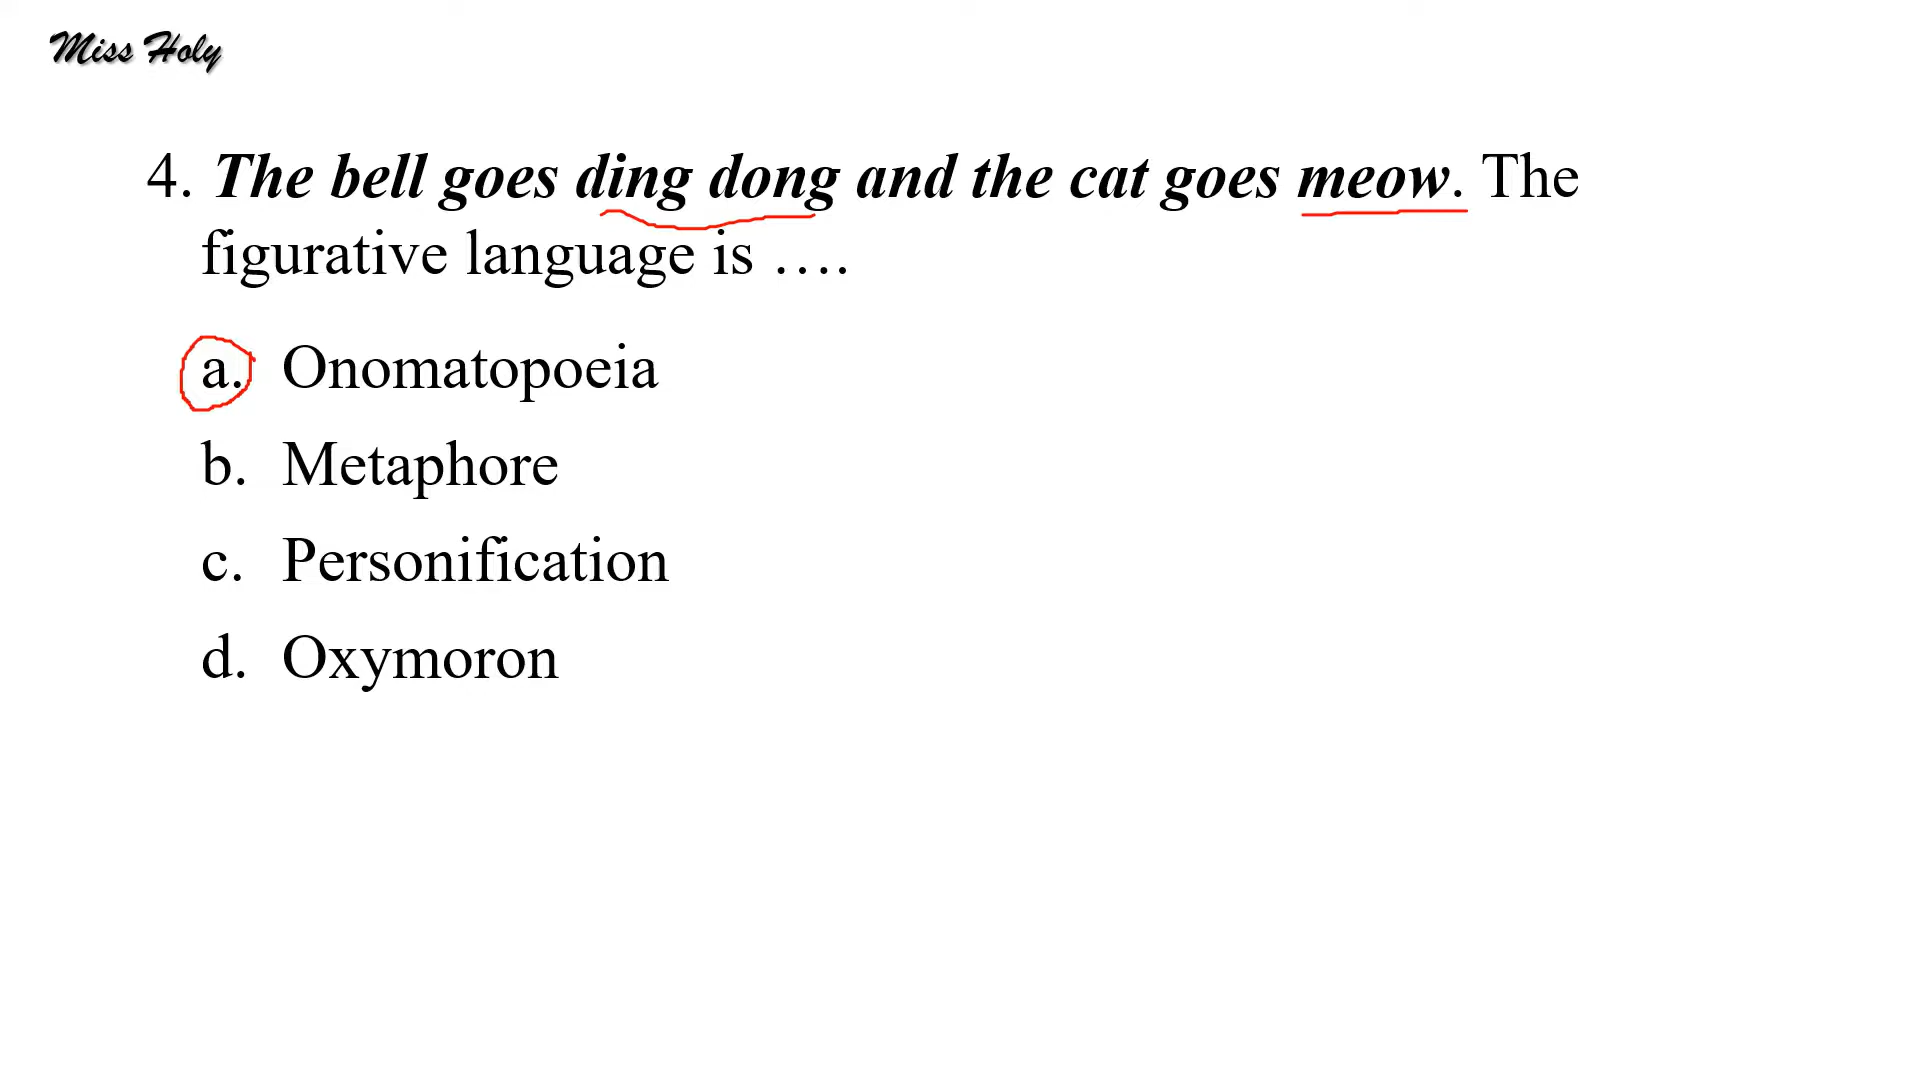 Miss Holy
4. The bell goes ding dong and the cat goes meow. The
figurative language is ….
a. Onomatopoeia
b. Metaphore
c. Personification
d. Oxymoron